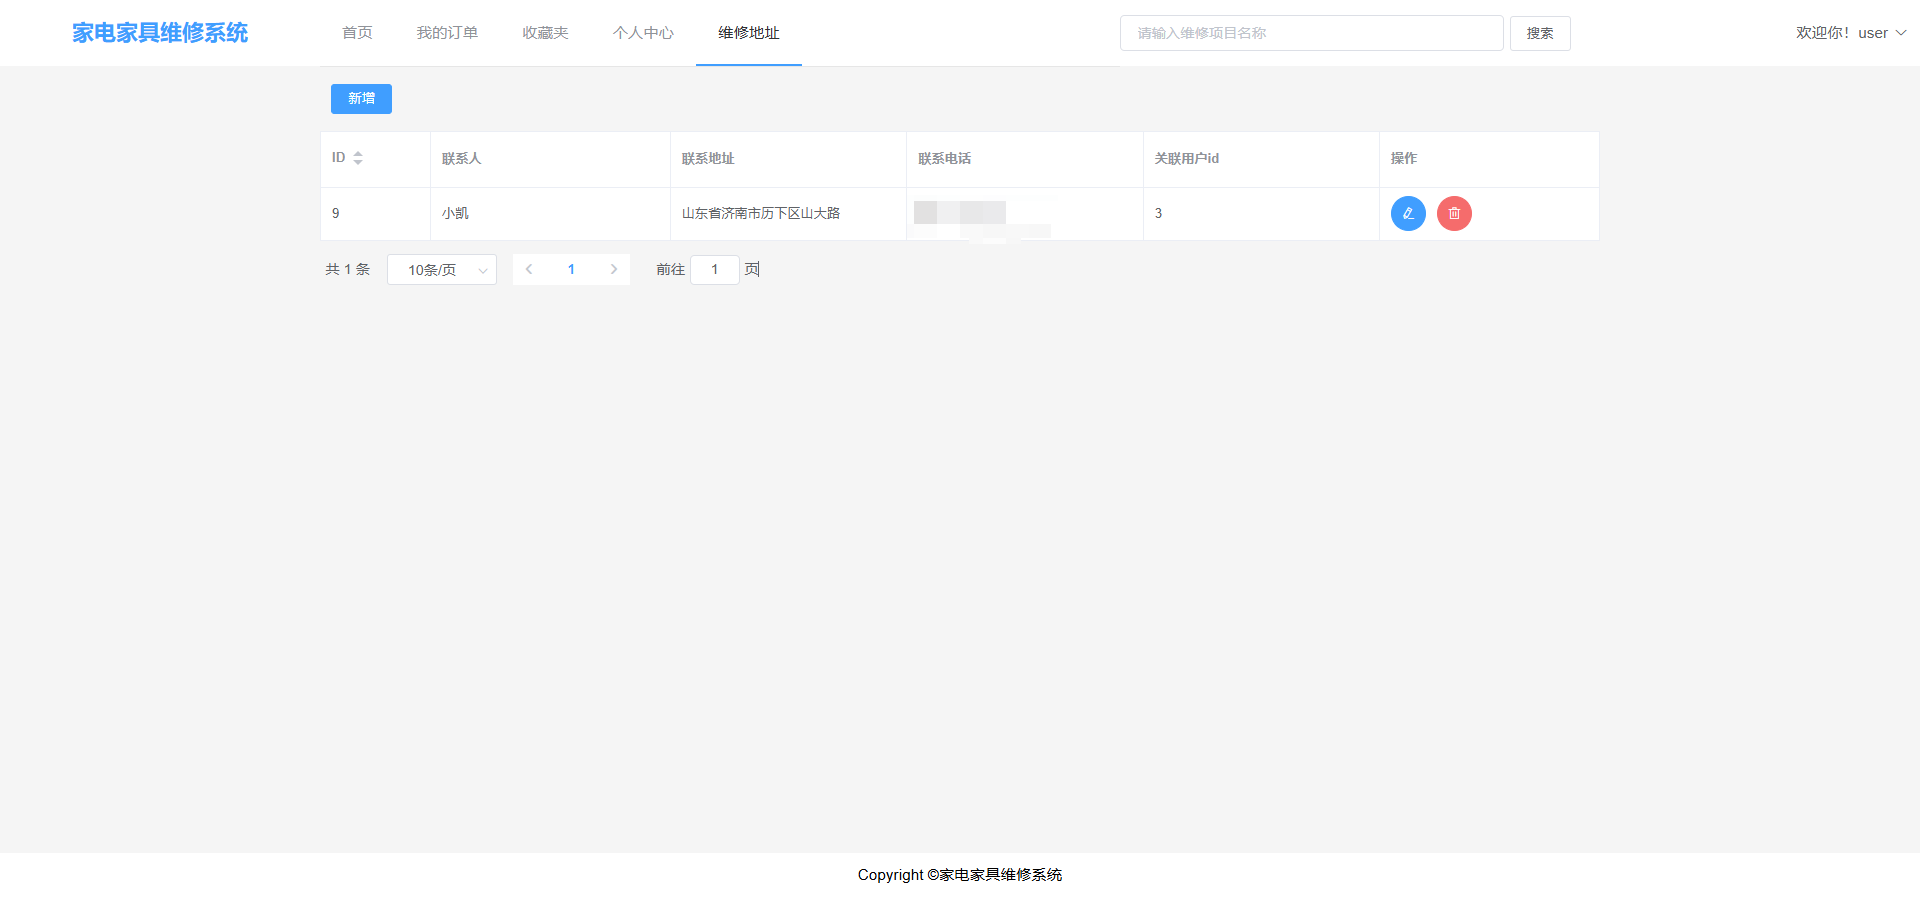 家电家具维修系统 首页 我的订单 收藏夹 个人中心 维修地址 请输入维修项目名称 搜索 欢迎你！user
新增
ID 联系人 联系地址 联系电话 关联用户id 操作
9 小凯 山东省济南市历下区山大路 3
共 1 条 10条/页 1 前往 1 页
Copyright ©家电家具维修系统